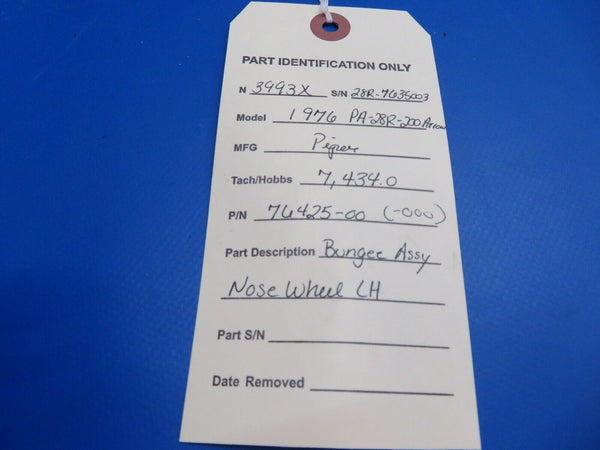 PART IDENTIFICATION ONLY
N 3993X S/N 28R-7635003
Model 1976 PA-28R-200 Arrow
MFG Piper
Tach/Hobbs 7,434.0
P/N 76425-00 (-000)
Part Description Bungee Assy
Nose Wheel LH
Part S/N
Date Removed